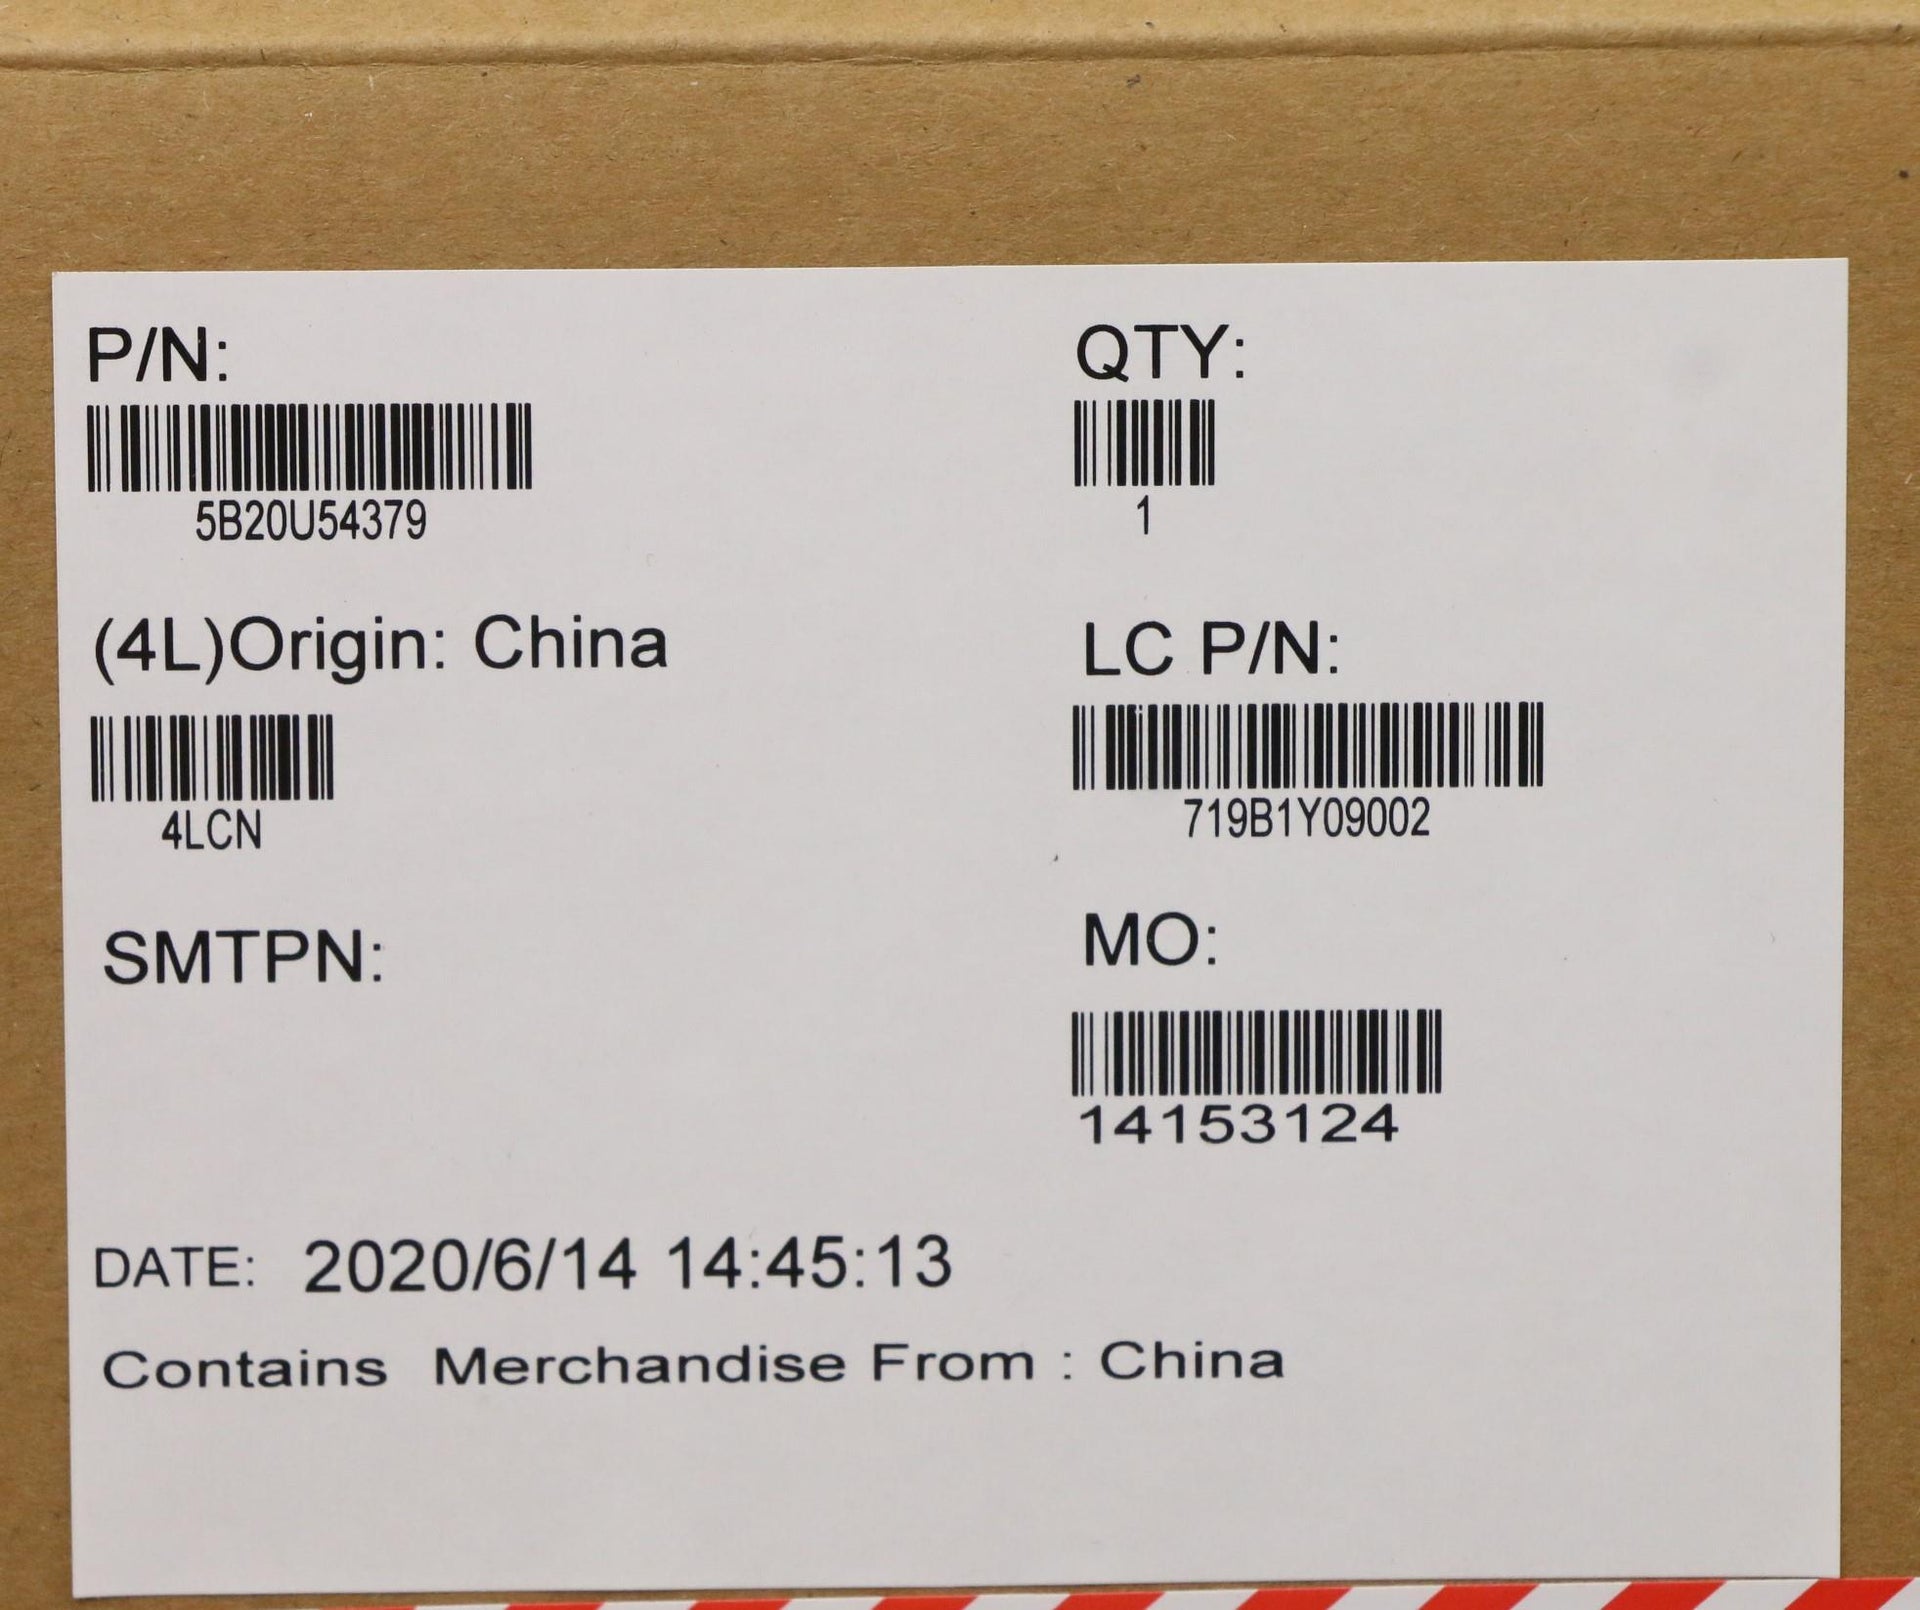 P/N:
5B20U54379
QTY:
1
(4L)Origin: China
4LCN
LC P/N:
719B1Y09002
SMTPN:
MO:
14153124
DATE: 2020/6/14 14:45:13
Contains Merchandise From : China